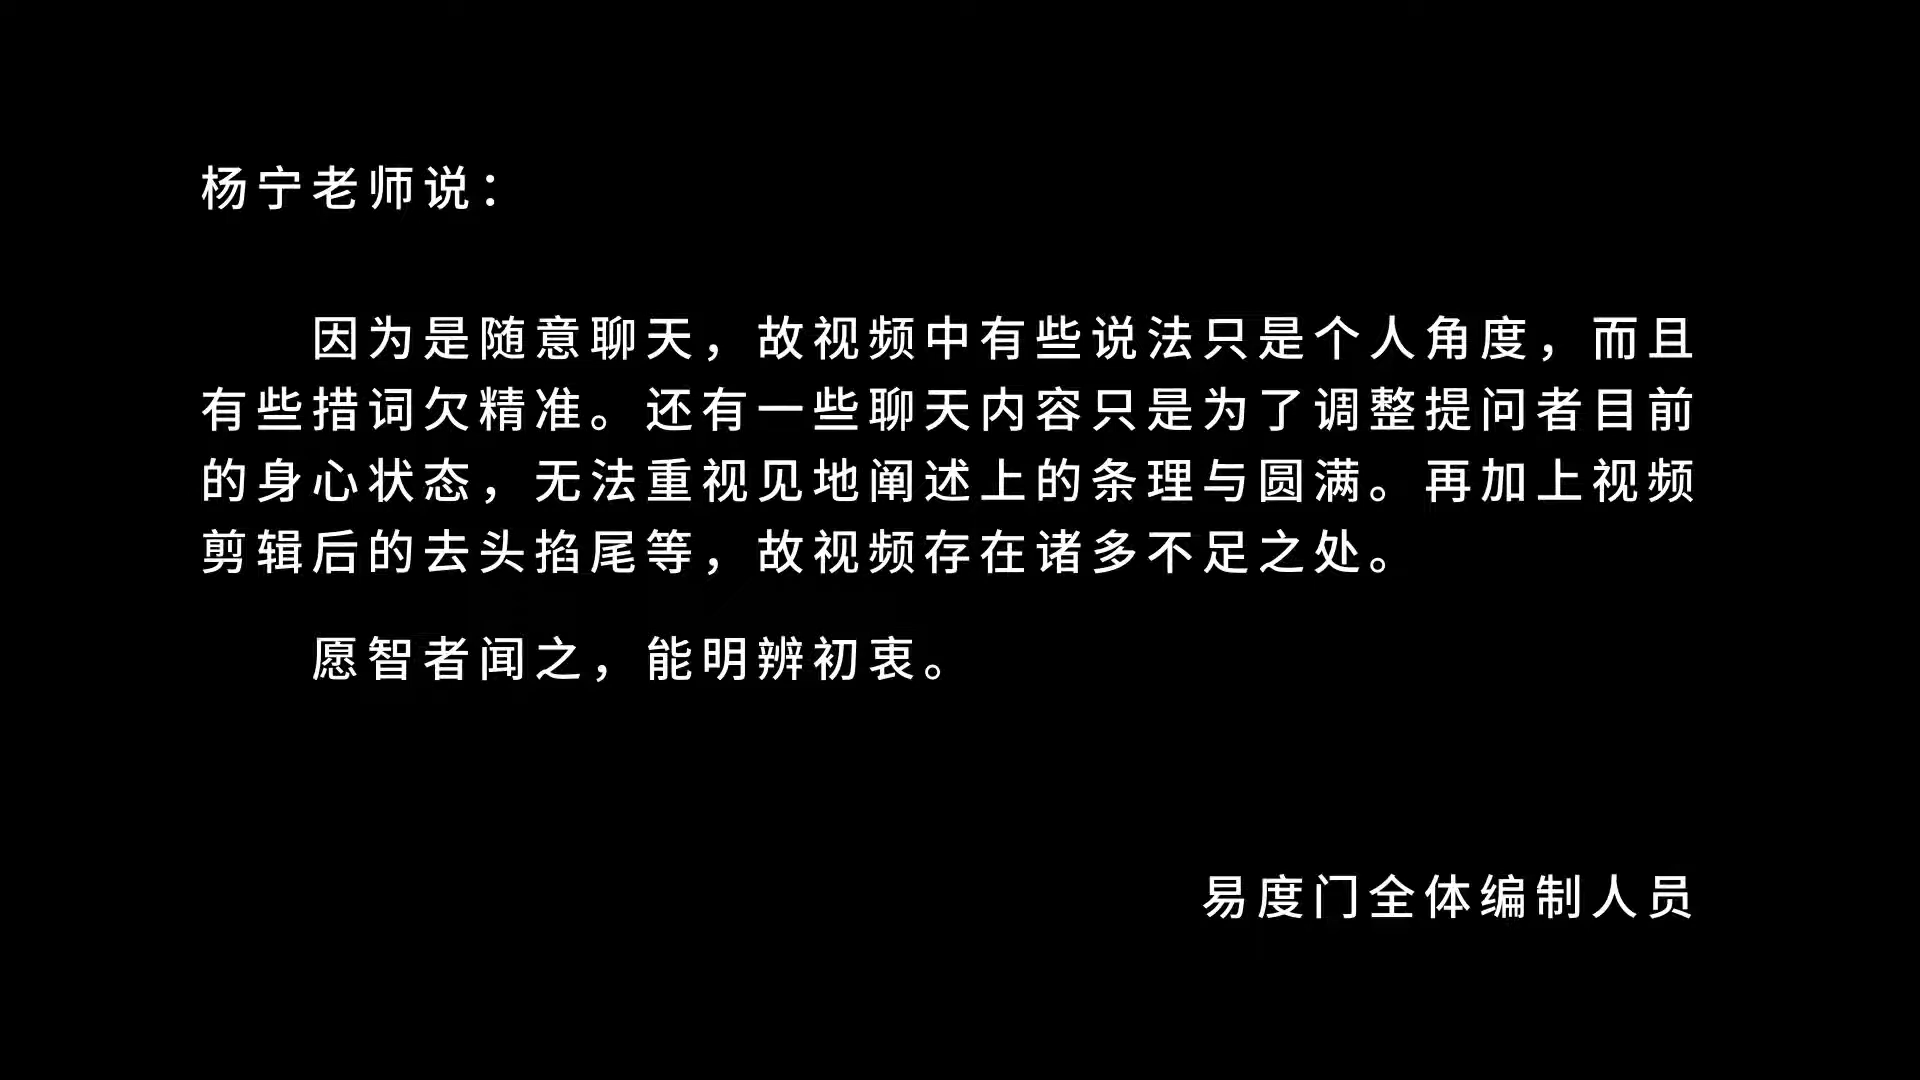 杨宁老师说：
因为是随意聊天，故视频中有些说法只是个人角度，而且
有些措词欠精准。还有一些聊天内容只是为了调整提问者目前
的身心状态，无法重视见地阐述上的条理与圆满。再加上视频
剪辑后的去头掐尾等，故视频存在诸多不足之处。
愿智者闻之，能明辨初衷。
易度门全体编制人员